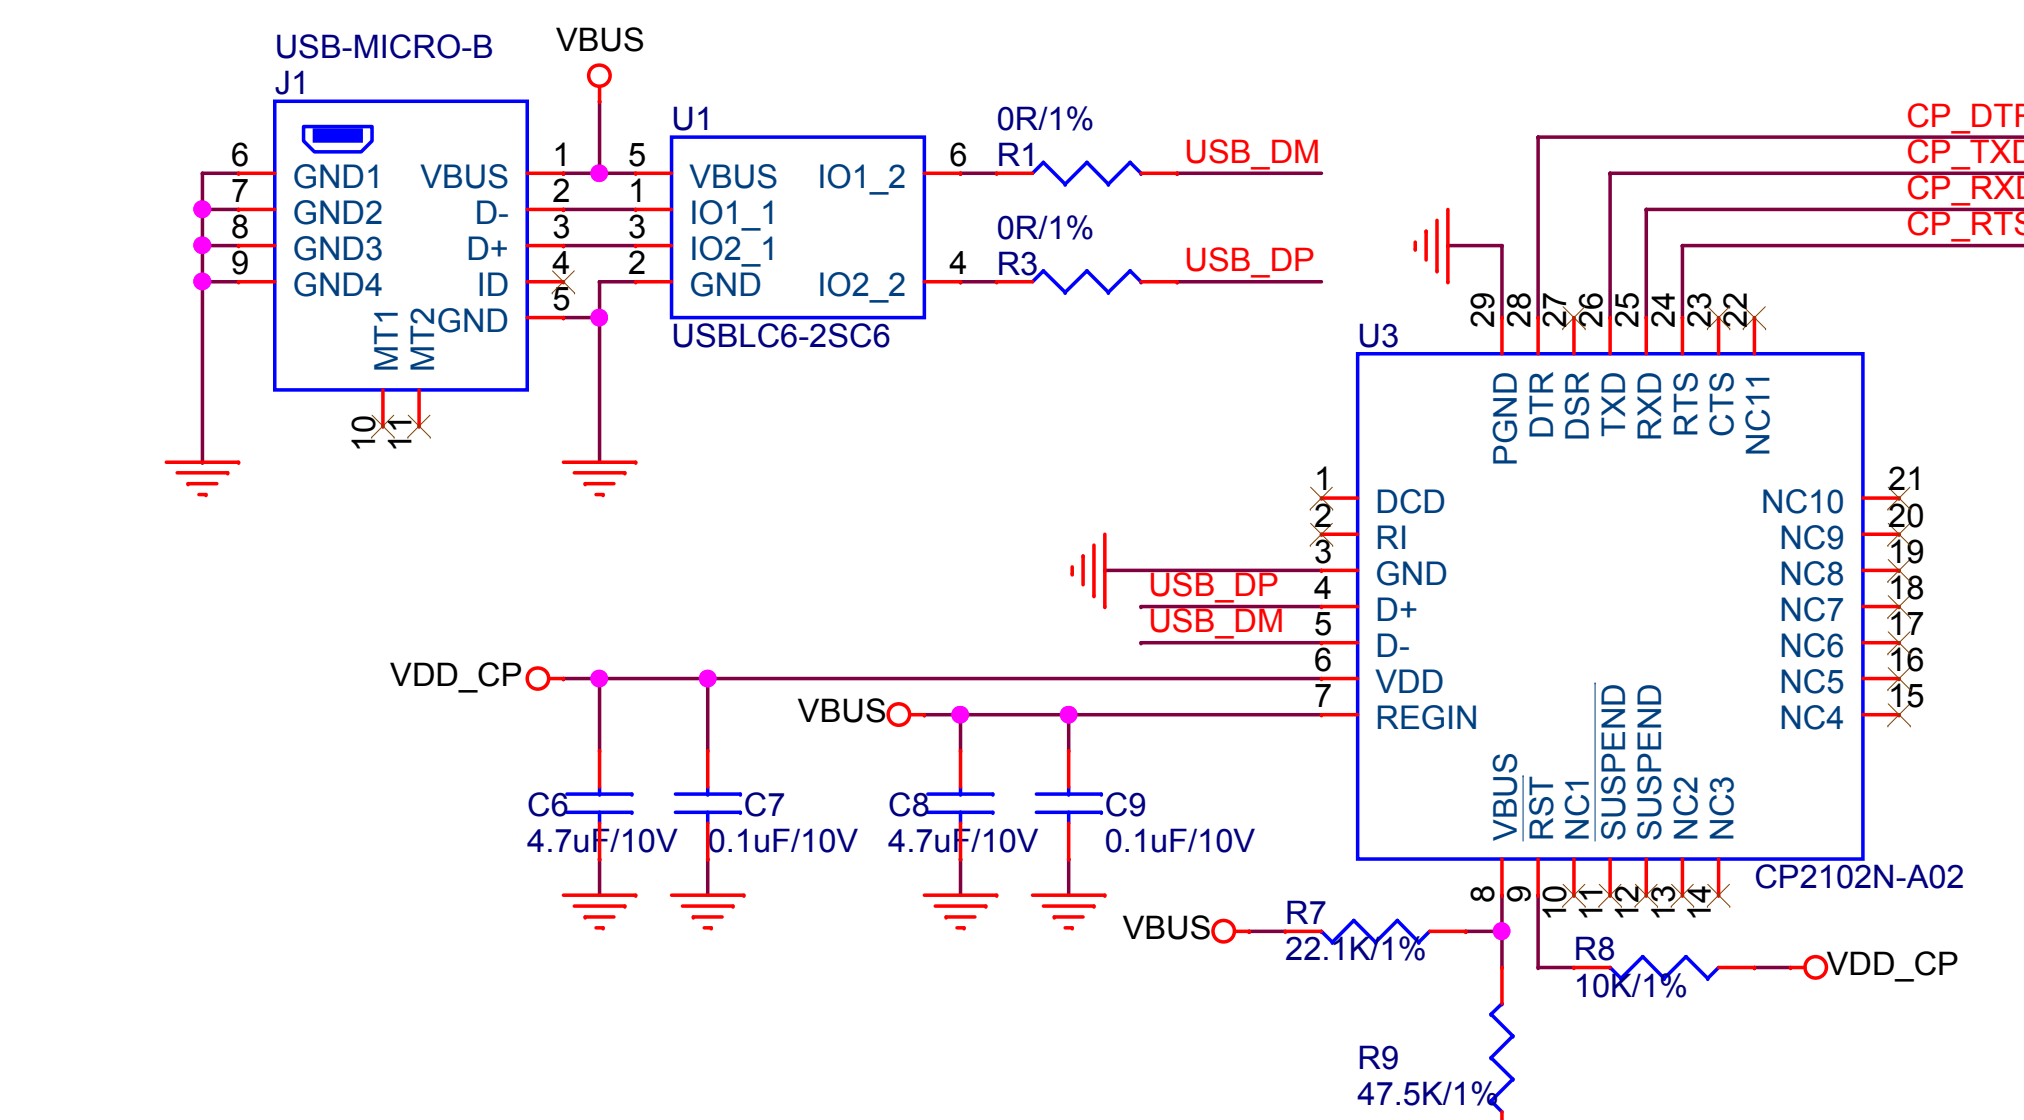 USB-MICRO-B
J1
VBUS
6 GND1 VBUS 1
7 GND2 D- 2
8 GND3 D+ 3
9 GND4 ID 4
GND 5
MT1 MT2
10 11
U1
5 VBUS IO1_2 6
1 IO1_1
3 IO2_1
2 GND IO2_2 4
USBLC6-2SC6
0R/1%
R1
USB_DM
0R/1%
R3
USB_DP
CP_DTR
CP_TXD
CP_RXD
CP_RTS
29 28 27 26 25 24 23 22
U3
PGND DTR DSR TXD RXD RTS CTS NC11
1 DCD NC10 21
2 RI NC9 20
3 GND NC8 19
USB_DP 4 D+ NC7 18
USB_DM 5 D- NC6 17
VDD_CP 6 VDD NC5 16
VBUS 7 REGIN NC4 15
VBUS RST NC1 SUSPEND SUSPEND NC2 NC3
8 9 10 11 12 13 14
CP2102N-A02
C6
4.7uF/10V
C7
0.1uF/10V
C8
4.7uF/10V
C9
0.1uF/10V
VBUS
R7
22.1K/1%
R8
10K/1%
VDD_CP
R9
47.5K/1%